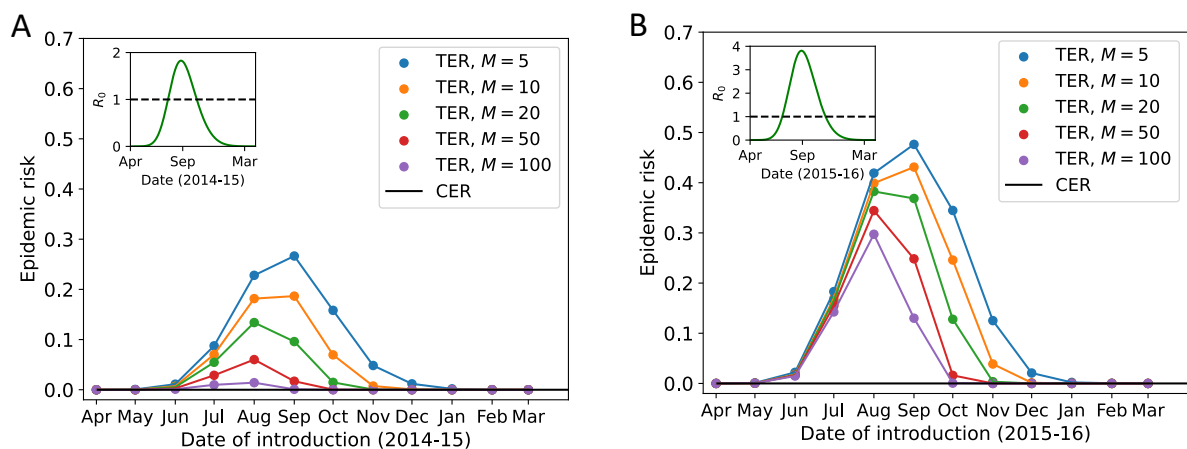 A
0.7
0.6
0.5
0.4
0.3
0.2
0.1
0.0
Epidemic risk
2
1
0
R0
Apr Sep Mar
Date (2014-15)
TER, M = 5
TER, M = 10
TER, M = 20
TER, M = 50
TER, M = 100
CER
Apr May Jun Jul Aug Sep Oct Nov Dec Jan Feb Mar
Date of introduction (2014-15)
B
0.7
0.6
0.5
0.4
0.3
0.2
0.1
0.0
Epidemic risk
4
3
2
1
0
R0
Apr Sep Mar
Date (2015-16)
TER, M = 5
TER, M = 10
TER, M = 20
TER, M = 50
TER, M = 100
CER
Apr May Jun Jul Aug Sep Oct Nov Dec Jan Feb Mar
Date of introduction (2015-16)